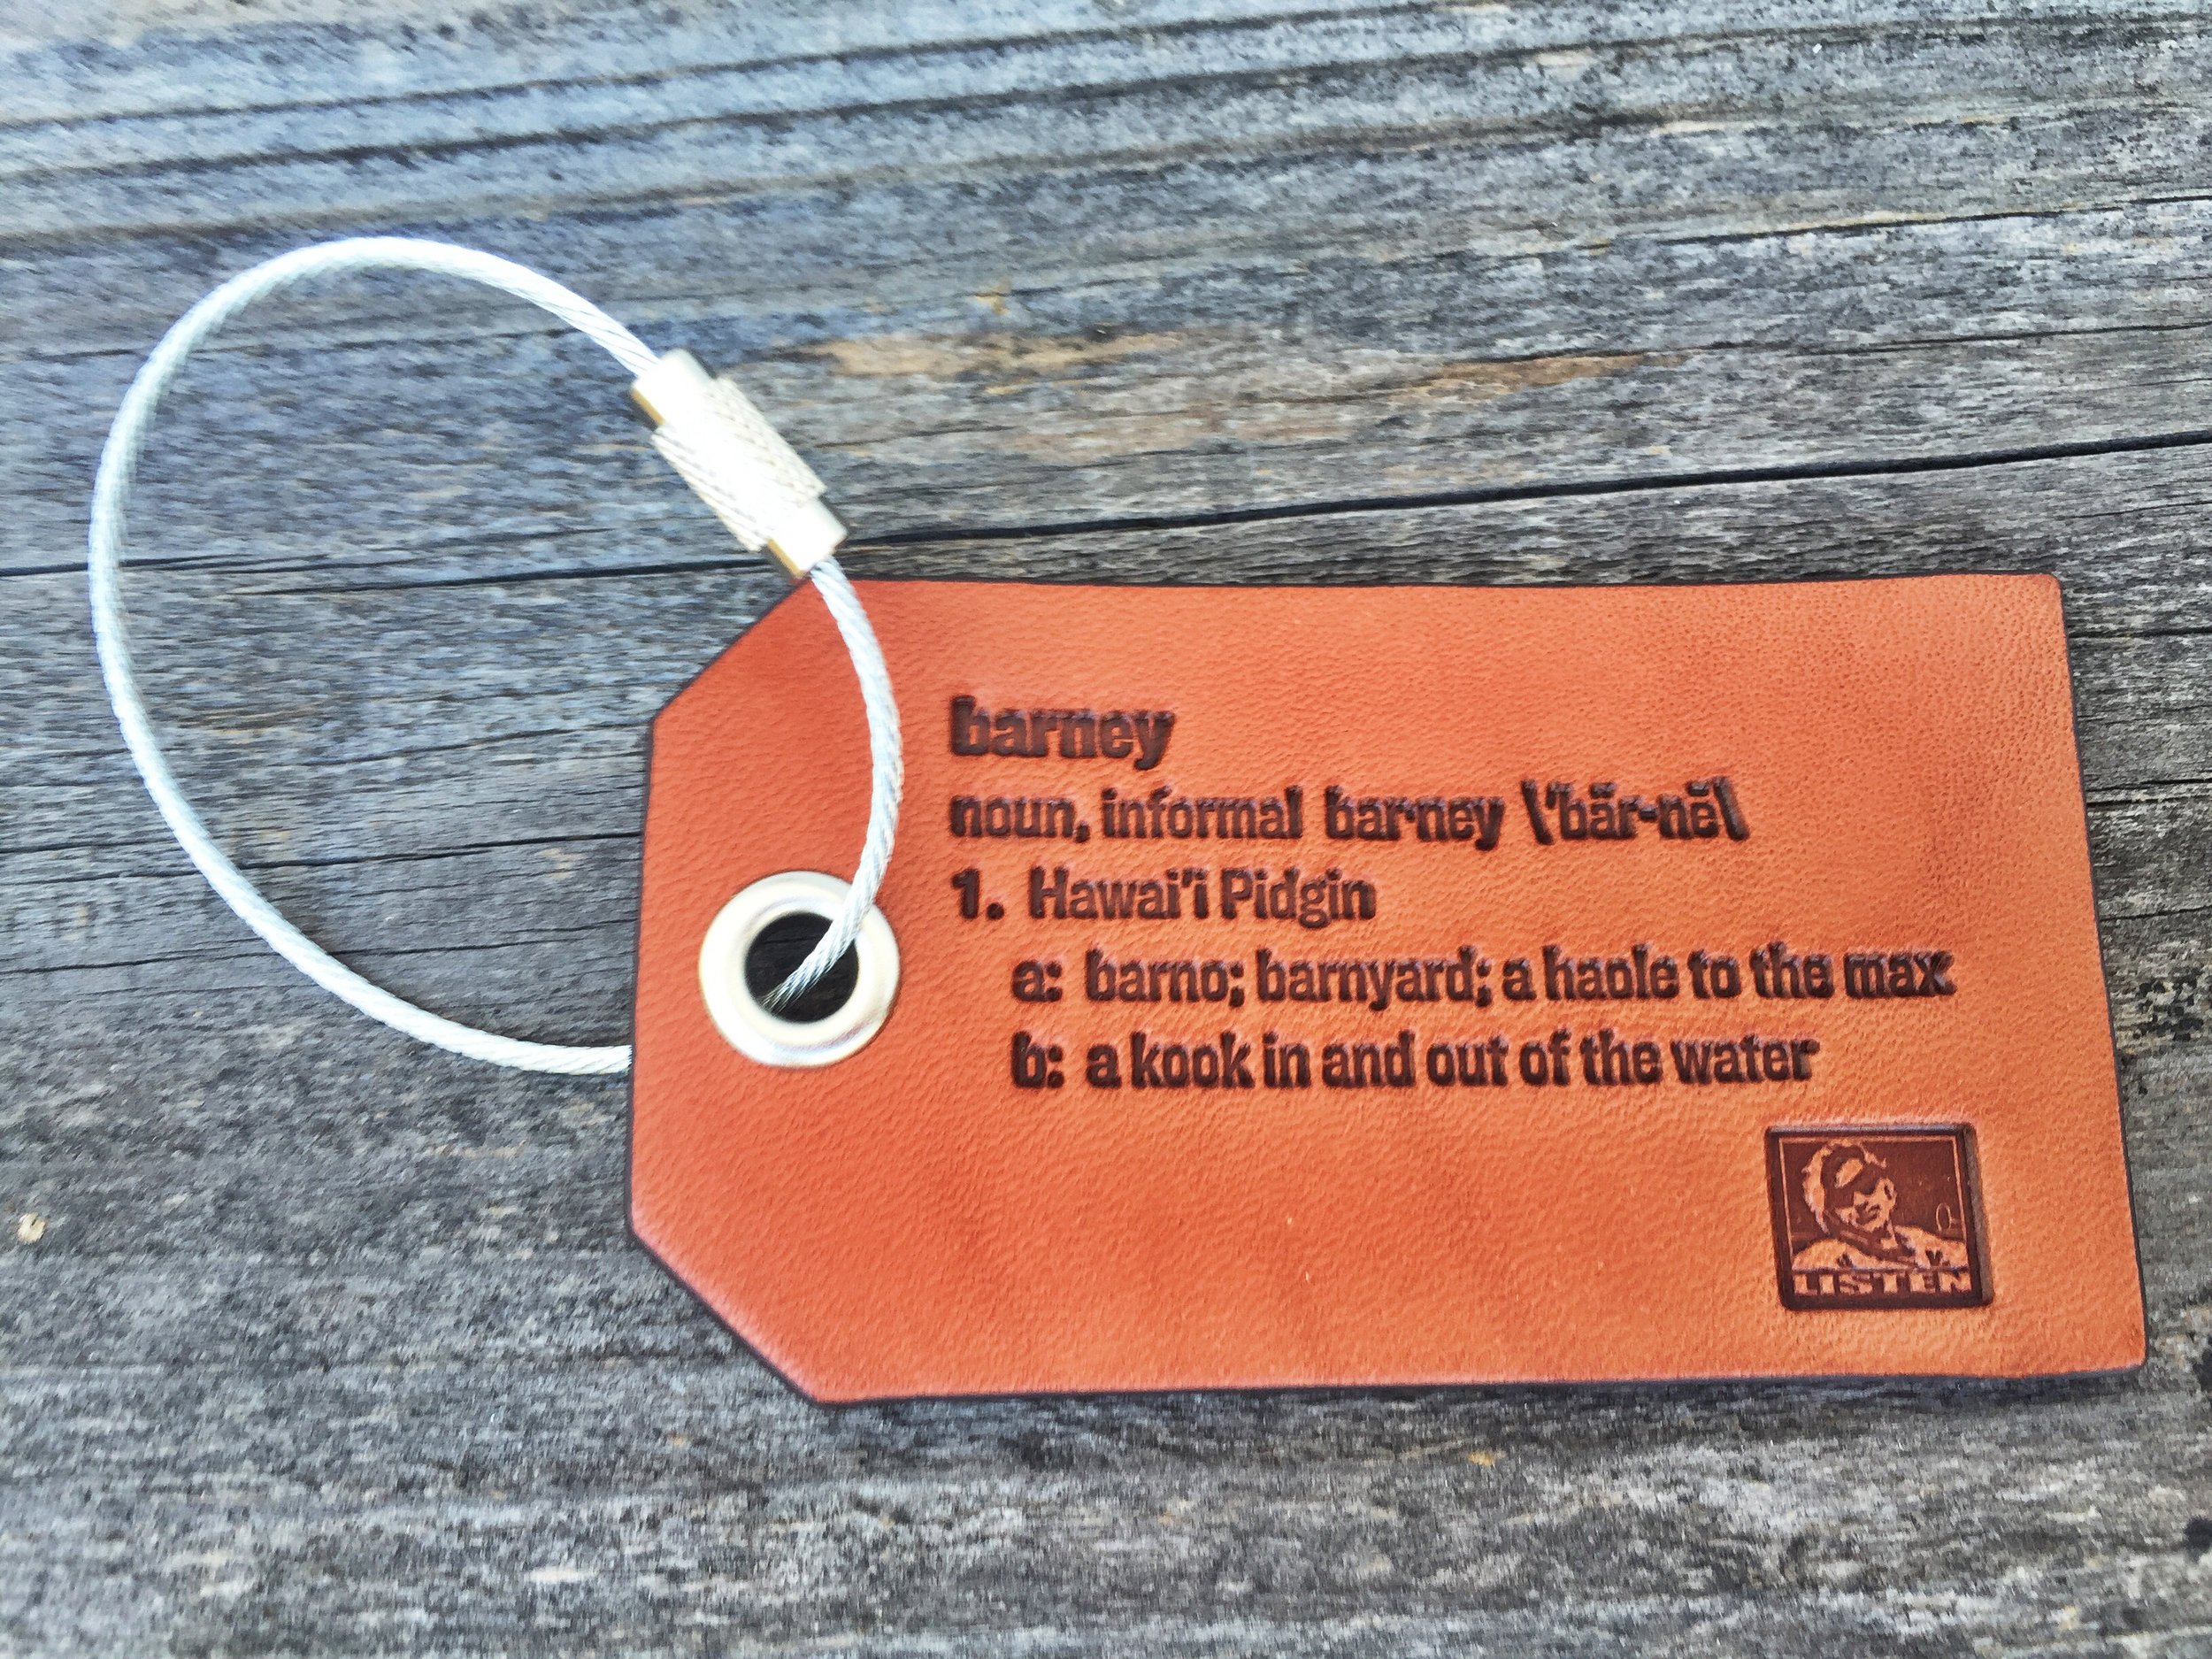 barney
noun, informal barney \'bär-nē\
1. Hawai'i Pidgin
a: barno; barnyard; a haole to the max
b: a kook in and out of the water
LISTEN